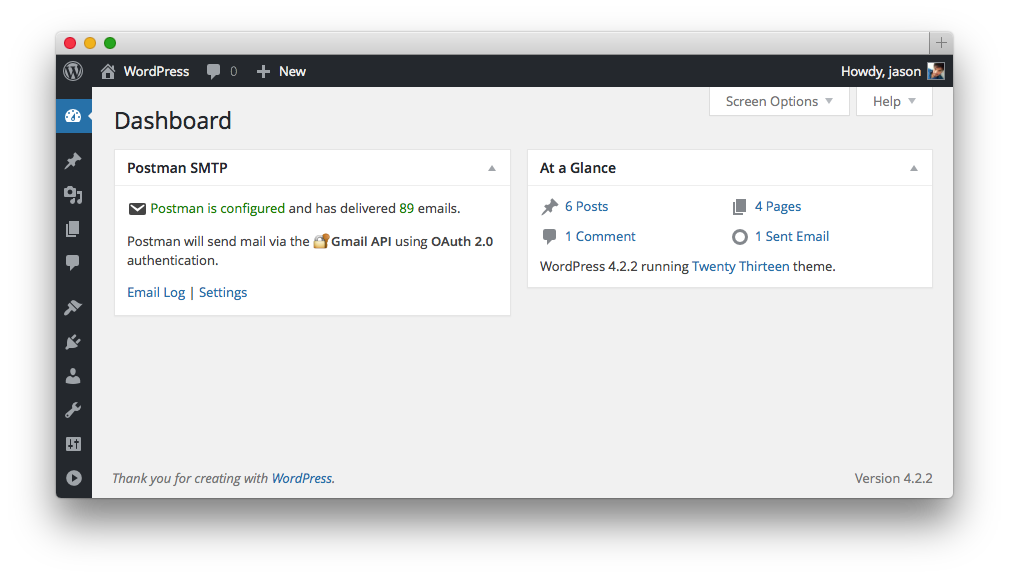 WordPress 0 New Howdy, jason
Screen Options Help
Dashboard
Postman SMTP
Postman is configured and has delivered 89 emails.
Postman will send mail via the Gmail API using OAuth 2.0
authentication.
Email Log | Settings
At a Glance
6 Posts 4 Pages
1 Comment 1 Sent Email
WordPress 4.2.2 running Twenty Thirteen theme.
Thank you for creating with WordPress. Version 4.2.2